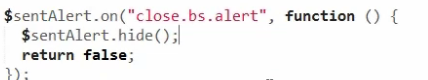 $sentAlert.on("close.bs.alert", function () {
  $sentAlert.hide();
  return false;
});